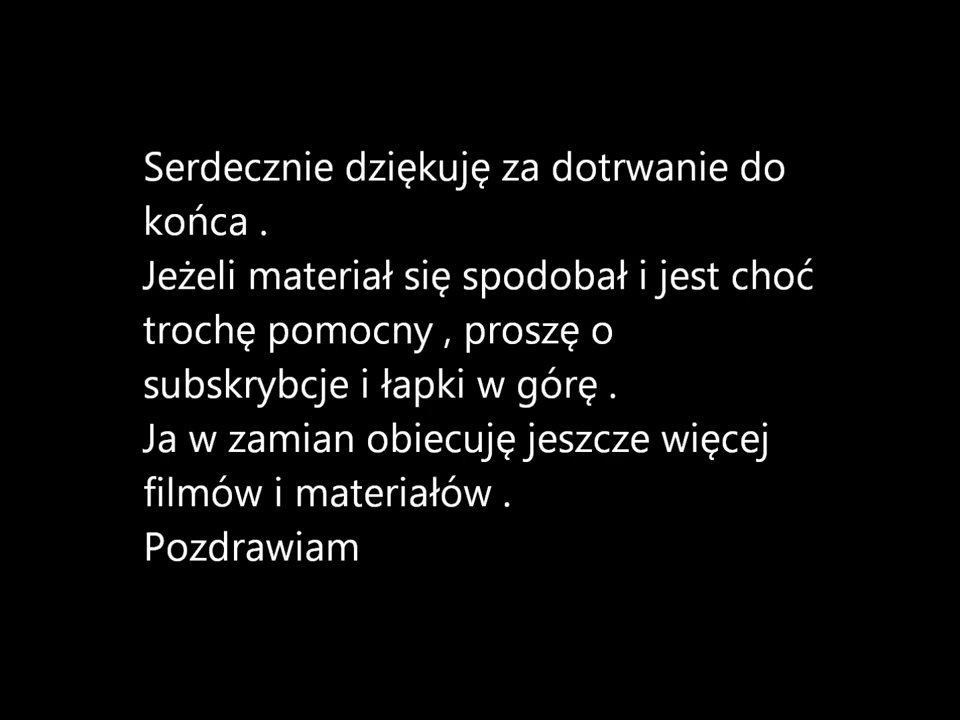 Serdecznie dziękuję za dotrwanie do
końca .
Jeżeli materiał się spodobał i jest choć
trochę pomocny , proszę o
subskrybcje i łapki w górę .
Ja w zamian obiecuję jeszcze więcej
filmów i materiałów .
Pozdrawiam